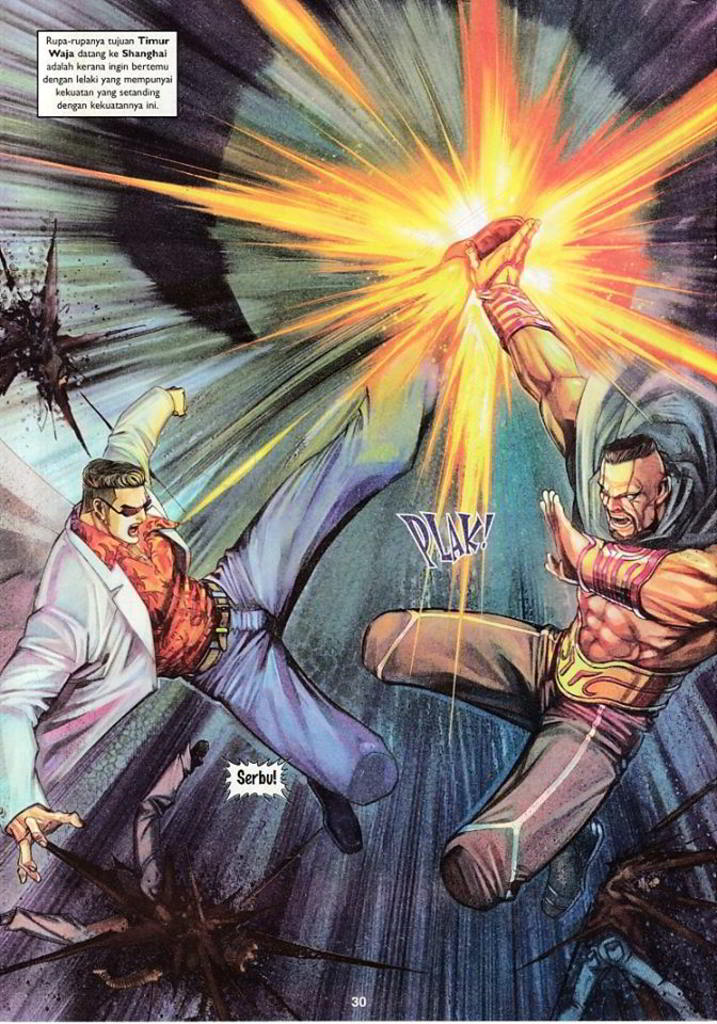 Rupa-rupanya tujuan Timur
Waja datang ke Shanghai
adalah kerana ingin bertemu
dengan lelaki yang mempunyai
kekuatan yang setanding
dengan kekuatannya ini.
PLAK!
Serbu!
30